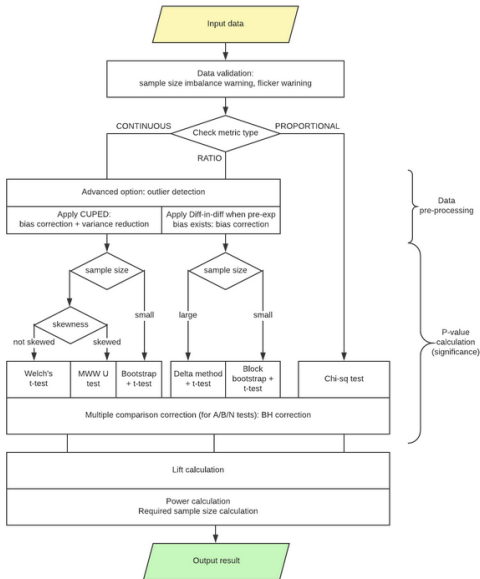 Input data
Data validation:
sample size imbalance warning, flicker warining
CONTINUOUS
Check metric type
PROPORTIONAL
RATIO
Advanced option: outlier detection
Apply CUPED:
bias correction + variance reduction
Apply Diff-in-diff when pre-exp
bias exists: bias correction
Data
pre-processing
sample size
sample size
skewness
small
large
small
not skewed
skewed
P-value
calculation
(significance)
Welch's
t-test
MWW U
test
Bootstrap
+ t-test
Delta method
+ t-test
Block
bootstrap +
t-test
Chi-sq test
Multiple comparison correction (for A/B/N tests): BH correction
Lift calculation
Power calculation
Required sample size calculation
Output result